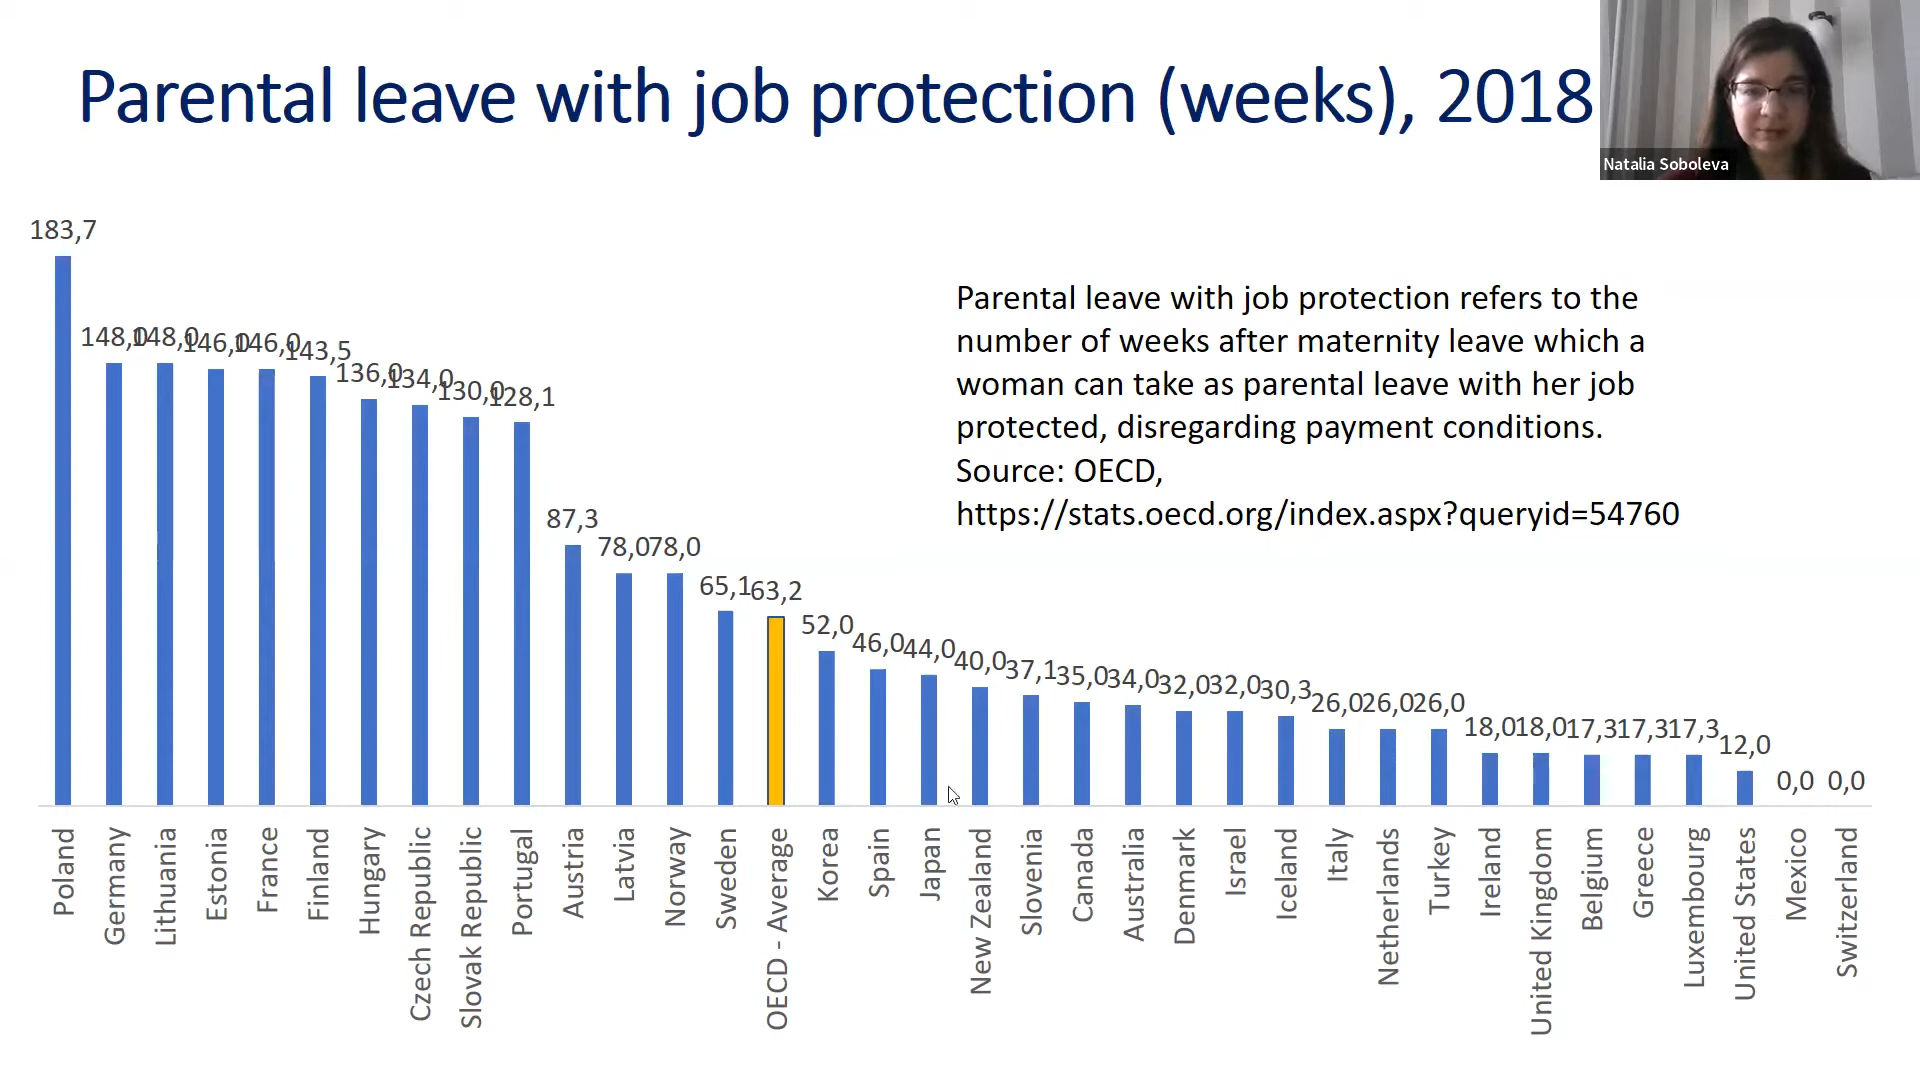 Parental leave with job protection (weeks), 2018
Natalia Soboleva
183,7
148,0
148,0
146,0
146,0
143,5
136,0
134,0
130,0
128,1
87,3
78,0
78,0
65,1
63,2
52,0
46,0
44,0
40,0
37,1
35,0
34,0
32,0
32,0
30,3
26,0
26,0
26,0
18,0
18,0
17,3
17,3
17,3
12,0
0,0
0,0
Parental leave with job protection refers to the
number of weeks after maternity leave which a
woman can take as parental leave with her job
protected, disregarding payment conditions.
Source: OECD,
https://stats.oecd.org/index.aspx?queryid=54760
Poland
Germany
Lithuania
Estonia
France
Finland
Hungary
Czech Republic
Slovak Republic
Portugal
Austria
Latvia
Norway
Sweden
OECD - Average
Korea
Spain
Japan
New Zealand
Slovenia
Canada
Australia
Denmark
Israel
Iceland
Italy
Netherlands
Turkey
Ireland
United Kingdom
Belgium
Greece
Luxembourg
United States
Mexico
Switzerland